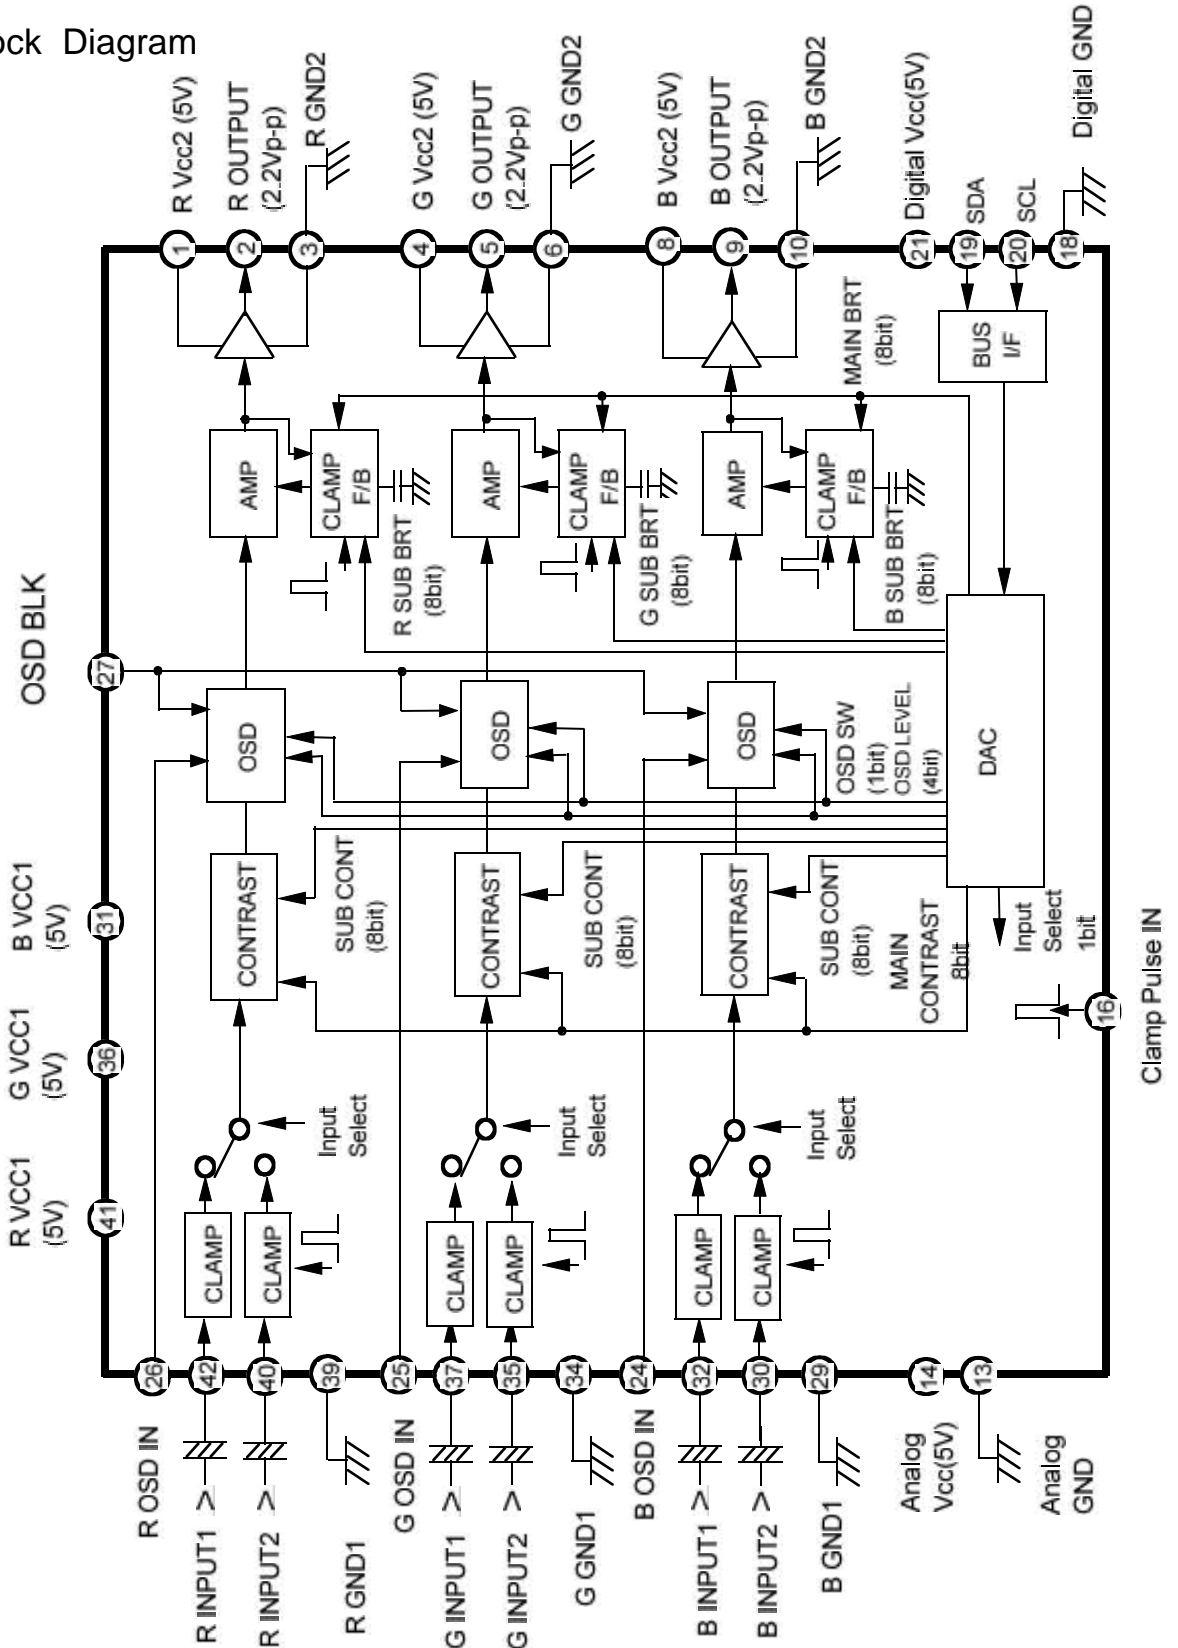 ock Diagram
R Vcc2 (5V)
R OUTPUT
(2.2Vp-p)
R GND2
G Vcc2 (5V)
G OUTPUT
(2.2Vp-p)
G GND2
B Vcc2 (5V)
B OUTPUT
(2.2Vp-p)
B GND2
Digital Vcc(5V)
SDA
SCL
Digital GND
1
2
3
4
5
6
8
9
10
21
19
20
18
BUS
I/F
MAIN BRT
(8bit)
AMP
CLAMP
F/B
AMP
CLAMP
F/B
AMP
CLAMP
F/B
R SUB BRT
(8bit)
G SUB BRT
(8bit)
B SUB BRT
(8bit)
OSD BLK
27
OSD
OSD
OSD
OSD SW
(1bit)
OSD LEVEL
(4bit)
DAC
B VCC1
(5V)
31
CONTRAST
SUB CONT
(8bit)
CONTRAST
SUB CONT
(8bit)
CONTRAST
SUB CONT
(8bit)
MAIN
CONTRAST
8bit
Input
Select
1bit
G VCC1
(5V)
36
16
Clamp Pulse IN
R VCC1
(5V)
41
Input
Select
Input
Select
Input
Select
CLAMP
CLAMP
CLAMP
CLAMP
CLAMP
CLAMP
26
42
40
39
25
37
35
34
24
32
30
29
14
13
R OSD IN
R INPUT1 >
R INPUT2 >
R GND1
G OSD IN
G INPUT1 >
G INPUT2 >
G GND1
B OSD IN
B INPUT1 >
B INPUT2 >
B GND1
Analog
Vcc(5V)
Analog
GND